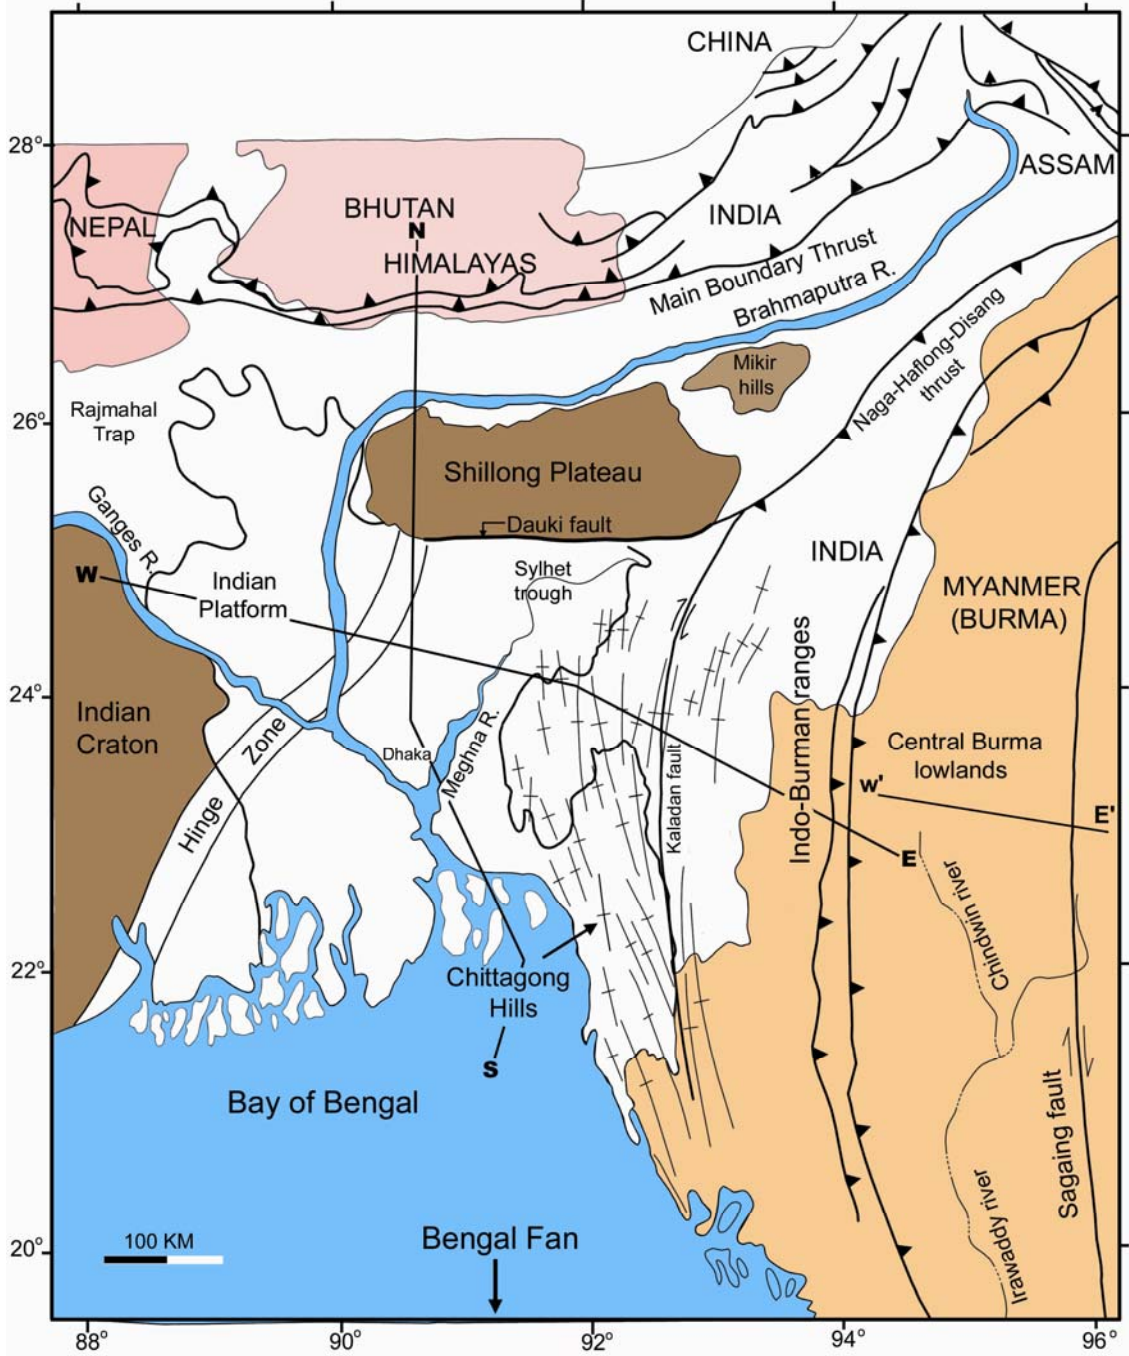 CHINA
28°
ASSAM
NEPAL
BHUTAN
N
HIMALAYAS
INDIA
Main Boundary Thrust
Brahmaputra R.
Naga-Haflong-Disang
thrust
Mikir
hills
26°
Rajmahal
Trap
Shillong Plateau
Dauki fault
Ganges R.
W
Indian
Platform
Sylhet
trough
INDIA
MYANMER
(BURMA)
24°
Indian
Craton
Hinge
Zone
Dhaka
Meghna R.
Kaladan fault
Indo-Burman ranges
Central Burma
lowlands
W'
E'
E
Chindwin river
22°
Chittagong
Hills
S
Bay of Bengal
Sagaing fault
Irawaddy river
20°
100 KM
Bengal Fan
88°
90°
92°
94°
96°